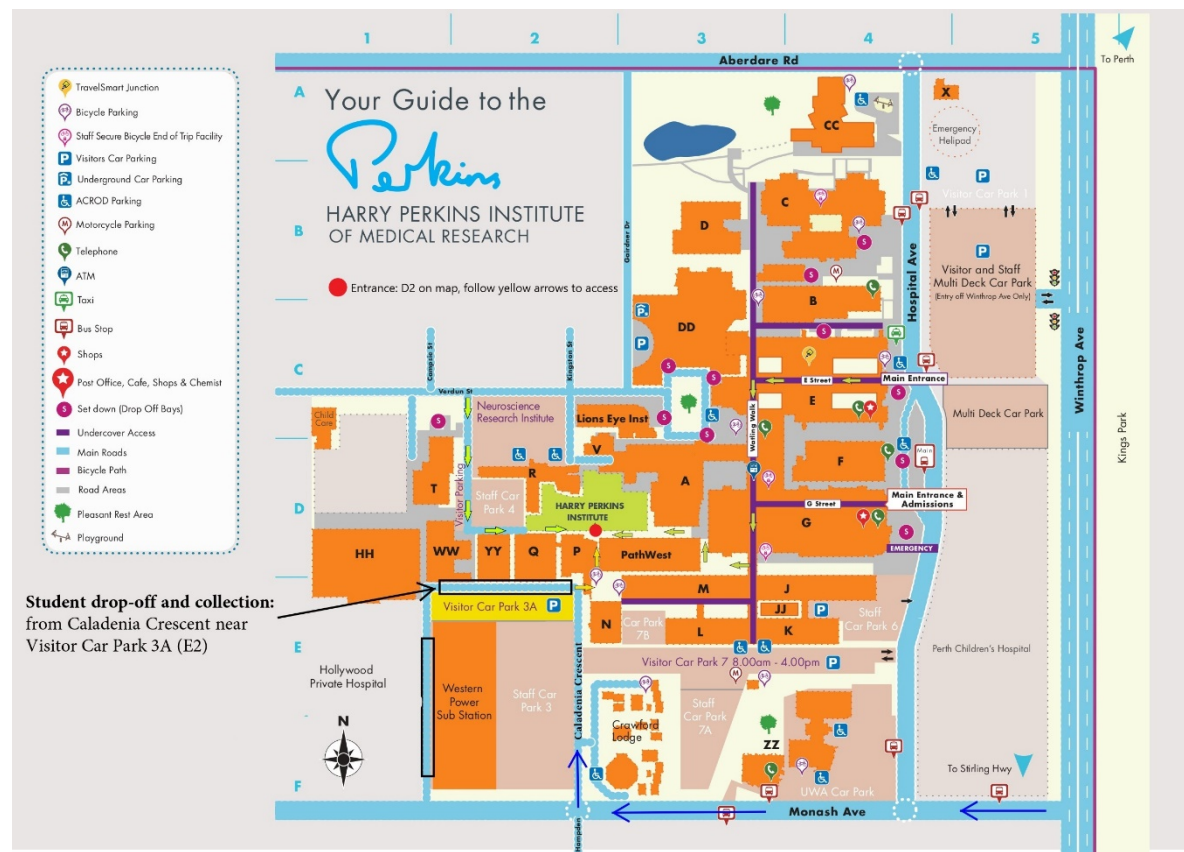 1
2
3
4
5
Aberdare Rd
To Perth
TravelSmart Junction
Bicycle Parking
Staff Secure Bicycle End of Trip Facility
Visitors Car Parking
Underground Car Parking
ACROD Parking
Motorcycle Parking
Telephone
ATM
Taxi
Bus Stop
Shops
Post Office, Cafe, Shops & Chemist
Set down (Drop Off Bays)
Undercover Access
Main Roads
Bicycle Path
Road Areas
Pleasant Rest Area
Playground
A
B
C
D
E
F
Your Guide to the
Perkins
HARRY PERKINS INSTITUTE
OF MEDICAL RESEARCH
Entrance: D2 on map, follow yellow arrows to access
Gairdner Dr
CC
X
Emergency
Helipad
Visitor Car Park 1
C
D
B
DD
Hospital Ave
Visitor and Staff
Multi Deck Car Park
(Entry off Winthrop Ave Only)
Winthrop Ave
Kings Park
Campsie St
Kingston St
Verdun St
E Street
Main Entrance
E
Multi Deck Car Park
Child
Care
Neuroscience
Research Institute
Lions Eye Inst
V
Watling Walk
F
Main
T
Visitor Parking
R
Staff Car
Park 4
HARRY PERKINS
INSTITUTE
A
G Street
Main Entrance &
Admissions
G
EMERGENCY
HH
WW
YY
Q
P
PathWest
M
J
JJ
Student drop-off and collection:
from Caladenia Crescent near
Visitor Car Park 3A (E2)
Visitor Car Park 3A
N
Car Park
7B
L
K
Staff
Car Park 6
Perth Children's Hospital
Visitor Car Park 7 8.00am - 4.00pm
Hollywood
Private Hospital
Western
Power
Sub Station
Staff Car
Park 3
Caladenia Crescent
Crawford
Lodge
Staff
Car Park
7A
ZZ
UWA Car Park
N
To Stirling Hwy
Monash Ave
Hampden